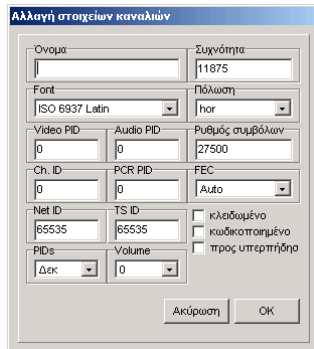 Αλλαγή στοιχείων καναλιών
Όνομα
Συχνότητα
11875
Font
ISO 6937 Latin
Πόλωση
hor
Video PID
0
Audio PID
0
Ρυθμός συμβόλων
27500
Ch. ID
0
PCR PID
0
FEC
Auto
Net ID
65535
TS ID
65535
κλειδωμένο
κωδικοποιημένο
προς υπερπήδησ
PIDs
Δεκ
Volume
0
Ακύρωση
OK